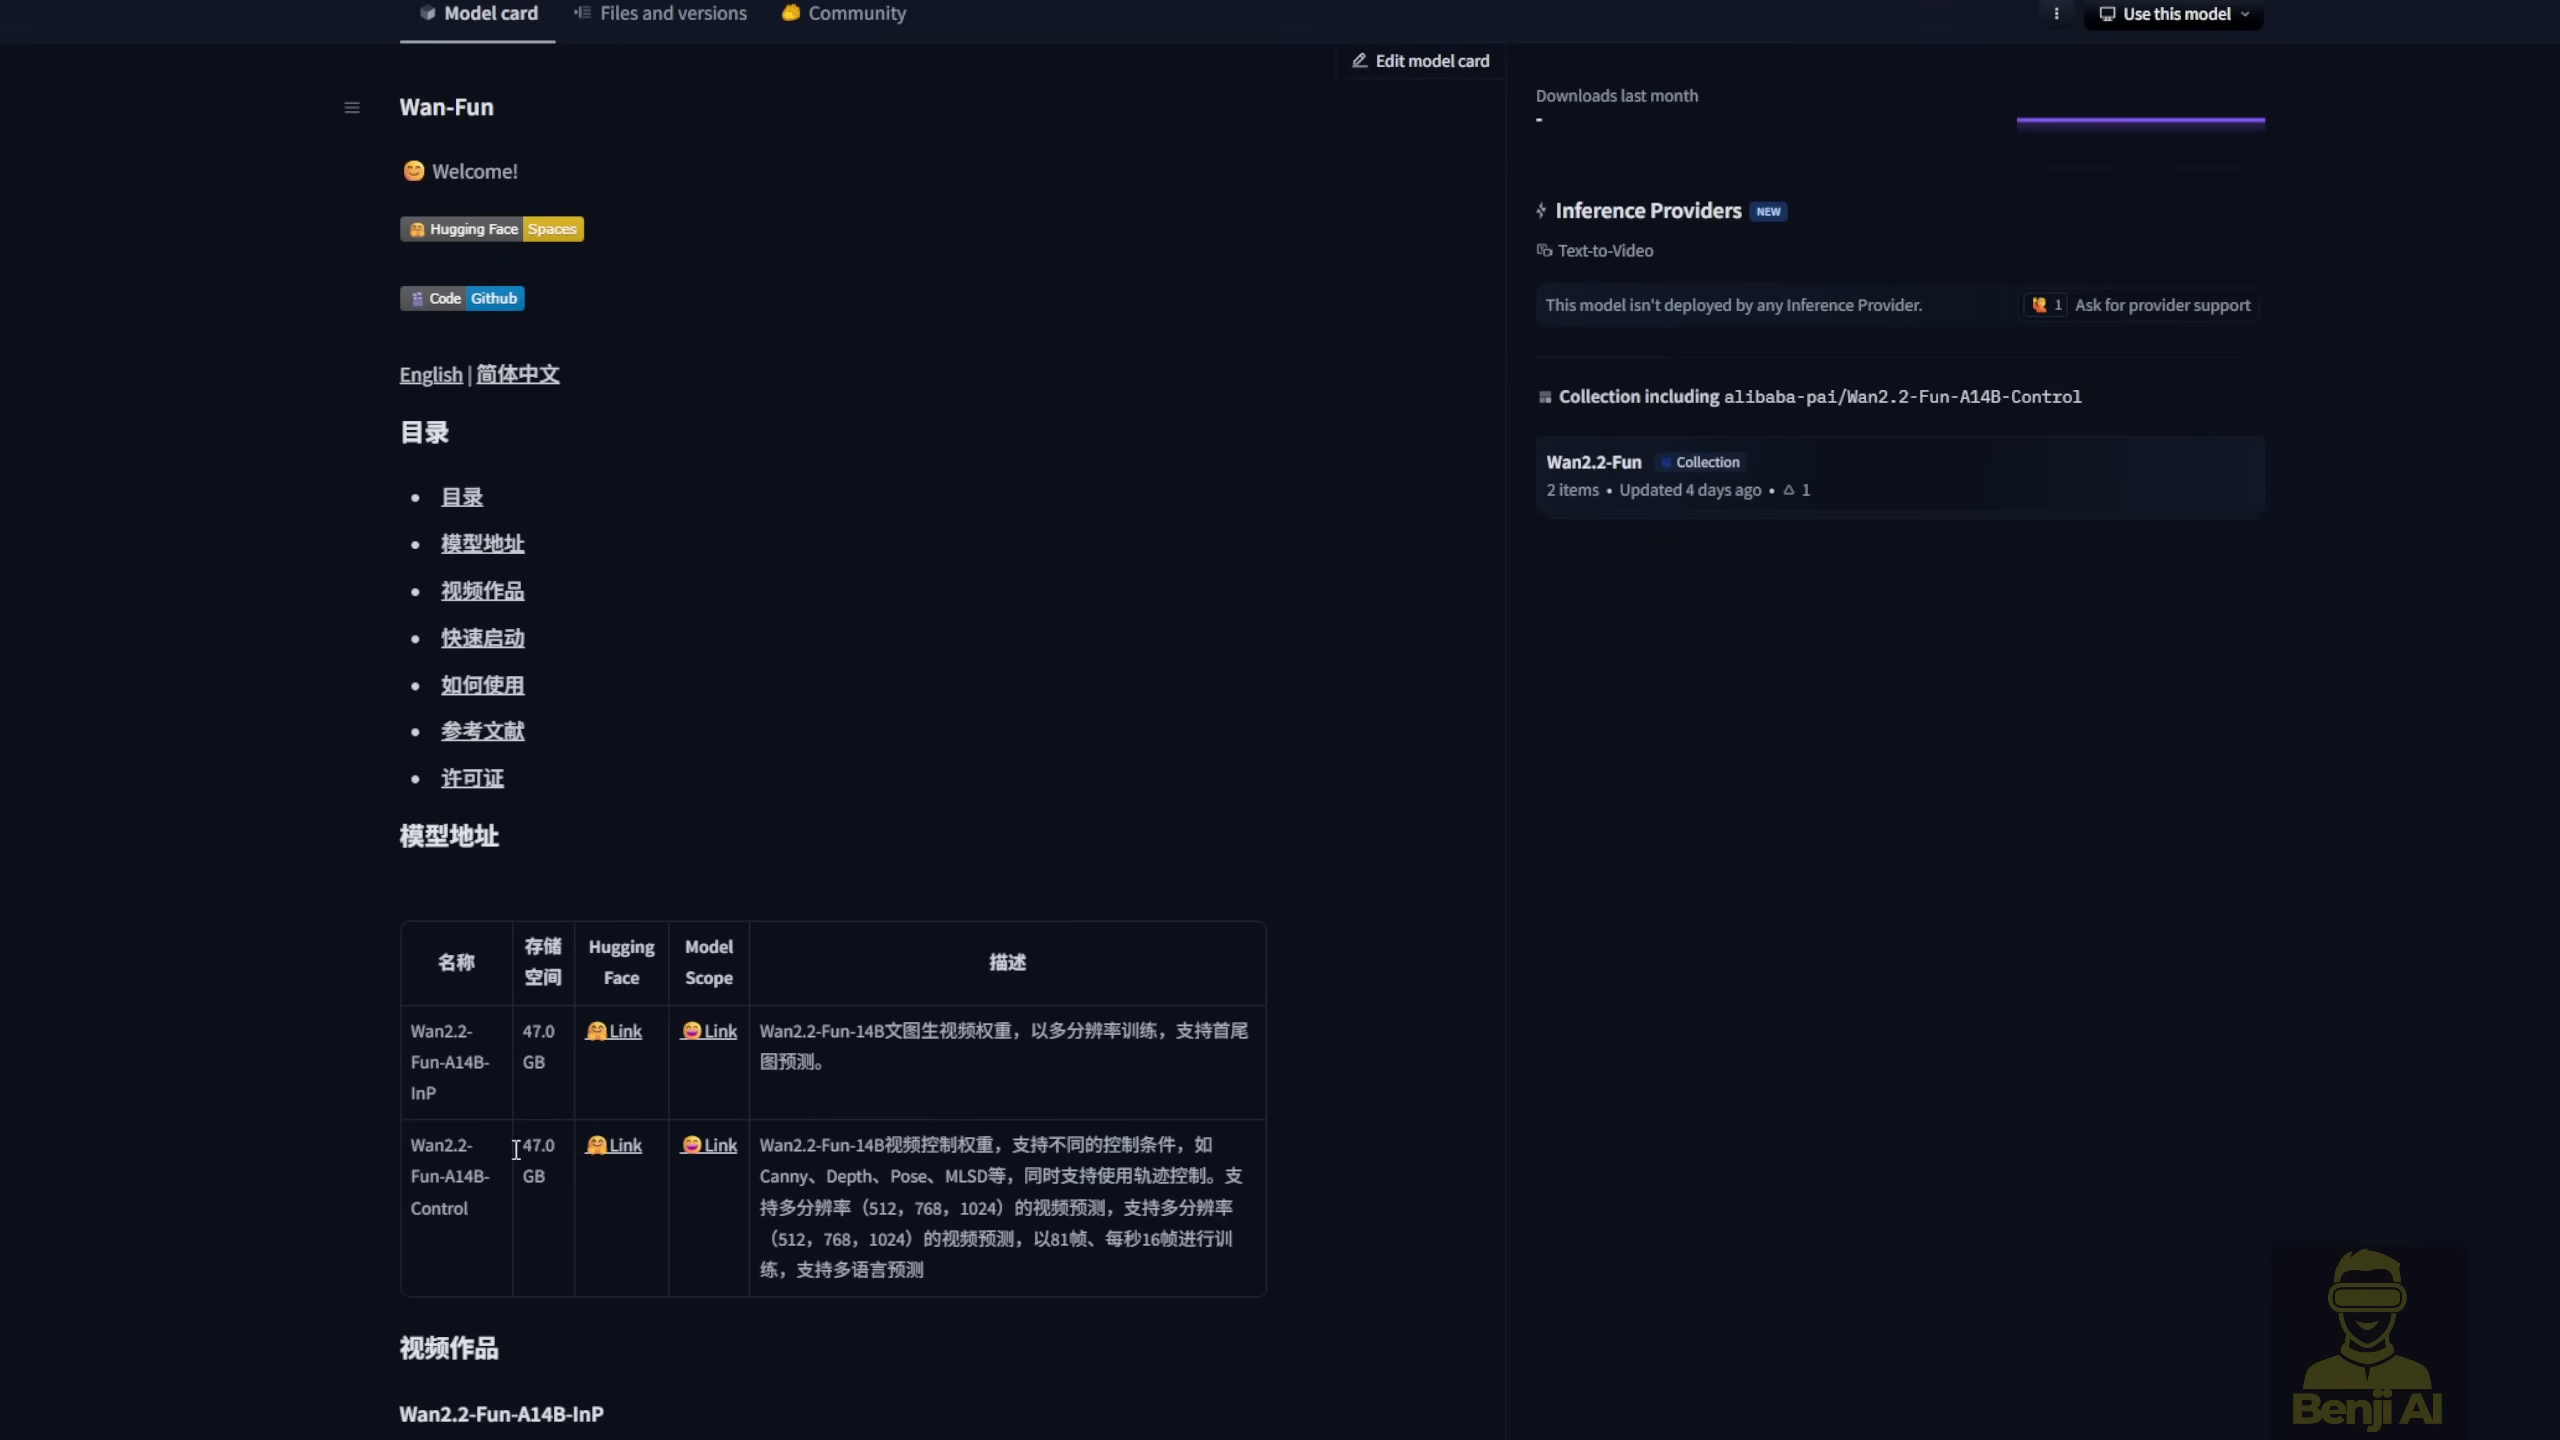 Model card
Files and versions
Community
Use this model
Edit model card
Wan-Fun
😊 Welcome!
🤗 Hugging Face Spaces
Code Github
English | 简体中文
目录
目录
模型地址
视频作品
快速启动
如何使用
参考文献
许可证
模型地址
名称 存储空间 Hugging Face Model Scope 描述
Wan2.2-
Fun-A14B-
InP
47.0
GB
🤗Link
😄Link
Wan2.2-Fun-14B文图生视频权重，以多分辨率训练，支持首尾
图预测。
Wan2.2-
Fun-A14B-
Control
47.0
GB
🤗Link
😄Link
Wan2.2-Fun-14B视频控制权重，支持不同的控制条件，如
Canny、Depth、Pose、MLSD等，同时支持使用轨迹控制。支
持多分辨率（512，768，1024）的视频预测，支持多分辨率
（512，768，1024）的视频预测，以81帧、每秒16帧进行训
练，支持多语言预测
视频作品
Wan2.2-Fun-A14B-InP
Downloads last month
-
Inference Providers NEW
Text-to-Video
This model isn't deployed by any Inference Provider.
1 Ask for provider support
Collection including alibaba-pai/Wan2.2-Fun-A14B-Control
Wan2.2-Fun Collection
2 items • Updated 4 days ago • 1
Benji AI